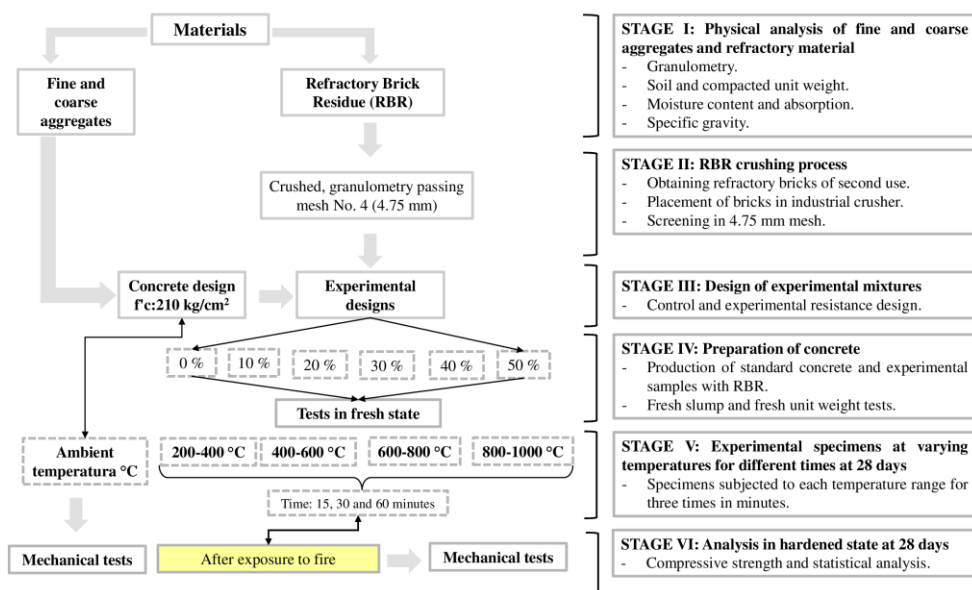 Materials
Fine and
coarse
aggregates
Refractory Brick
Residue (RBR)
Crushed, granulometry passing
mesh No. 4 (4.75 mm)
Concrete design
f'c:210 kg/cm²
Experimental
designs
0 %
10 %
20 %
30 %
40 %
50 %
Tests in fresh state
Ambient
temperatura °C
200-400 °C
400-600 °C
600-800 °C
800-1000 °C
Time: 15, 30 and 60 minutes
Mechanical tests
After exposure to fire
Mechanical tests
STAGE I: Physical analysis of fine and coarse
aggregates and refractory material
- Granulometry.
- Soil and compacted unit weight.
- Moisture content and absorption.
- Specific gravity.
STAGE II: RBR crushing process
- Obtaining refractory bricks of second use.
- Placement of bricks in industrial crusher.
- Screening in 4.75 mm mesh.
STAGE III: Design of experimental mixtures
- Control and experimental resistance design.
STAGE IV: Preparation of concrete
- Production of standard concrete and experimental
samples with RBR.
- Fresh slump and fresh unit weight tests.
STAGE V: Experimental specimens at varying
temperatures for different times at 28 days
- Specimens subjected to each temperature range for
three times in minutes.
STAGE VI: Analysis in hardened state at 28 days
- Compressive strength and statistical analysis.